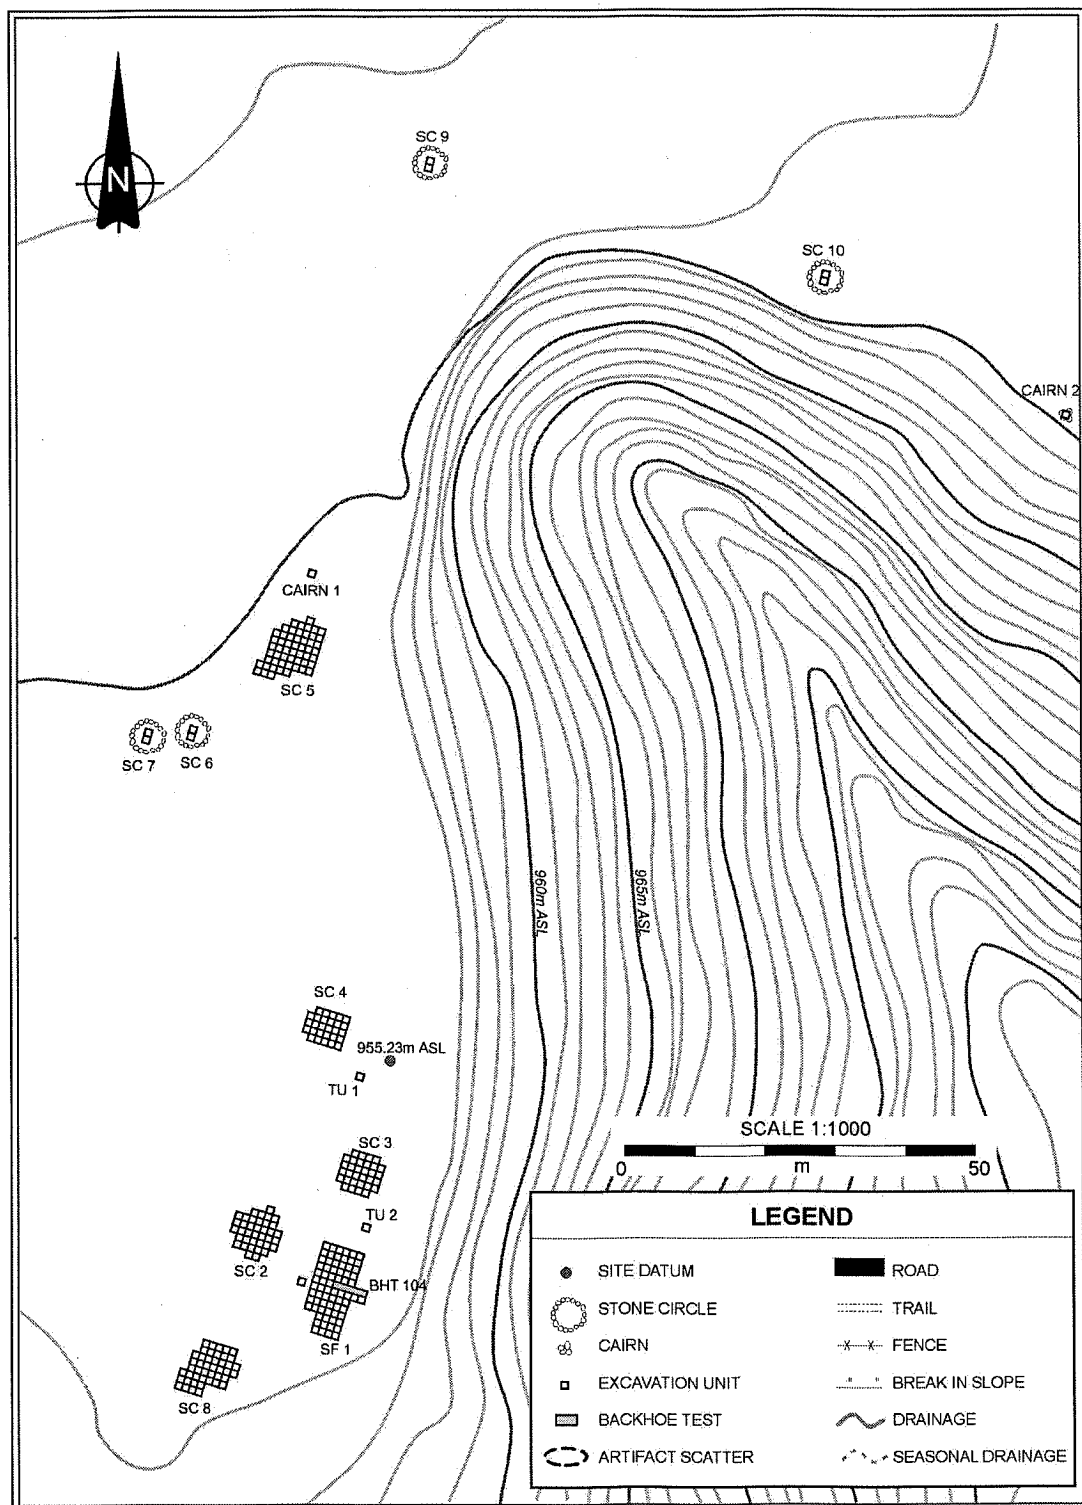 N
SC 9
SC 10
CAIRN 2
CAIRN 1
SC 5
SC 7
SC 6
960m ASL
965m ASL
SC 4
955.23m ASL
TU 1
SC 3
TU 2
SC 2
BHT 104
SF 1
SC 8
SCALE 1:1000
0 m 50
LEGEND
SITE DATUM
STONE CIRCLE
CAIRN
EXCAVATION UNIT
BACKHOE TEST
ARTIFACT SCATTER
ROAD
TRAIL
FENCE
BREAK IN SLOPE
DRAINAGE
SEASONAL DRAINAGE